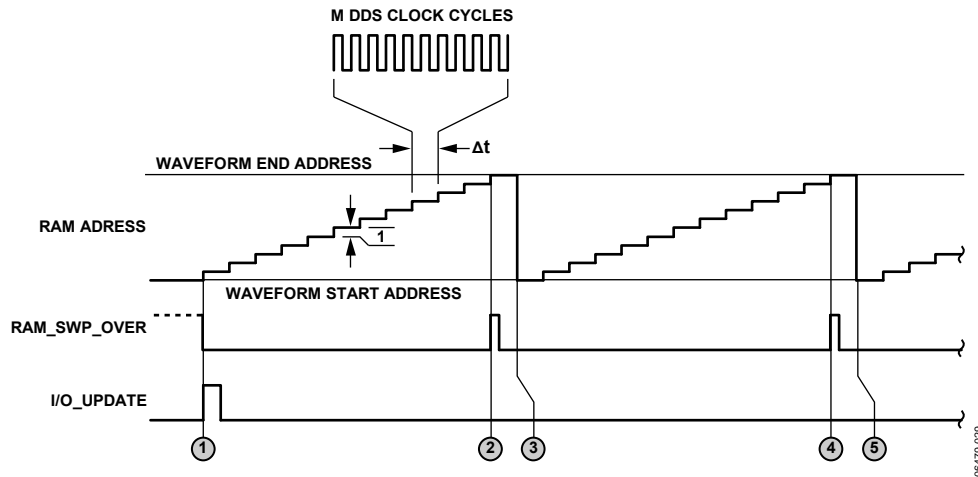 M DDS CLOCK CYCLES
Δt
WAVEFORM END ADDRESS
RAM ADRESS
1
WAVEFORM START ADDRESS
RAM_SWP_OVER
I/O_UPDATE
1 2 3 4 5